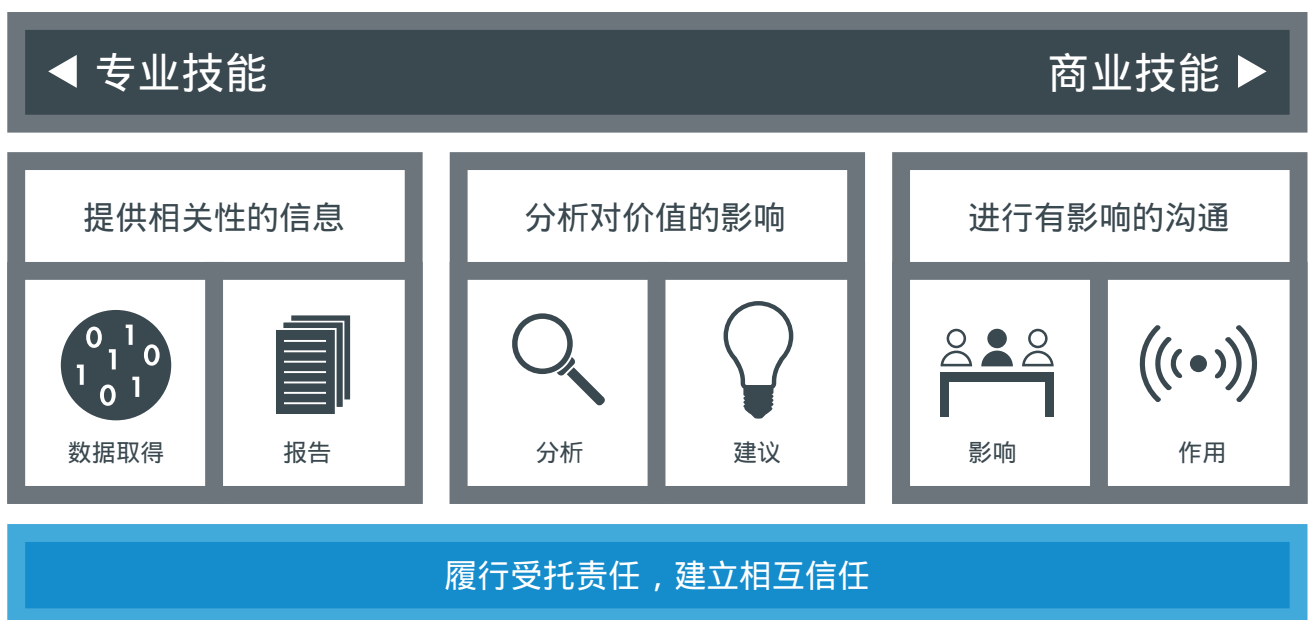 专业技能
商业技能
提供相关性的信息
分析对价值的影响
进行有影响的沟通
0 1
1 1 0
0 1
数据取得
报告
分析
建议
影响
作用
履行受托责任，建立相互信任